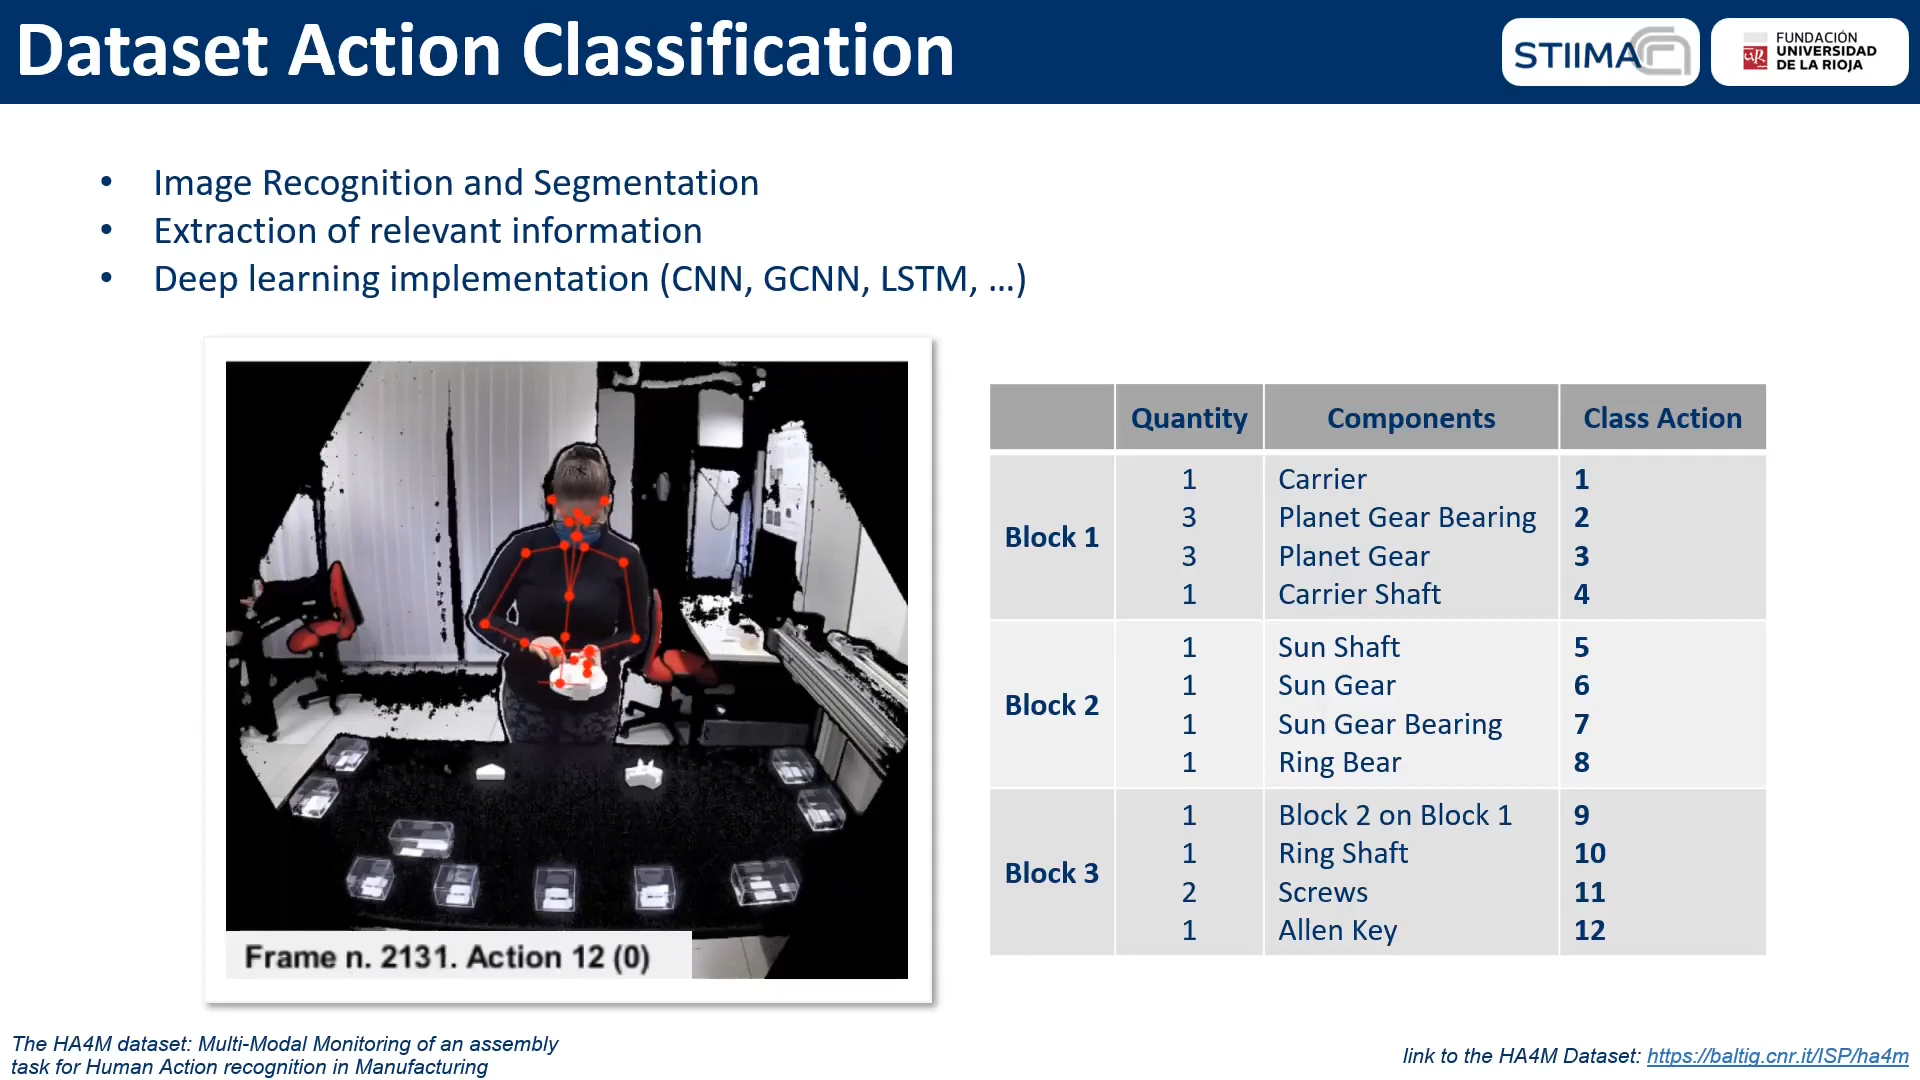 Dataset Action Classification
STIIMA
FUNDACIÓN
UNIVERSIDAD
DE LA RIOJA
• Image Recognition and Segmentation
• Extraction of relevant information
• Deep learning implementation (CNN, GCNN, LSTM, …)
Frame n. 2131. Action 12 (0)
Quantity Components Class Action
Block 1
1 Carrier 1
3 Planet Gear Bearing 2
3 Planet Gear 3
1 Carrier Shaft 4
Block 2
1 Sun Shaft 5
1 Sun Gear 6
1 Sun Gear Bearing 7
1 Ring Bear 8
Block 3
1 Block 2 on Block 1 9
1 Ring Shaft 10
2 Screws 11
1 Allen Key 12
The HA4M dataset: Multi-Modal Monitoring of an assembly
task for Human Action recognition in Manufacturing
link to the HA4M Dataset: https://baltig.cnr.it/ISP/ha4m